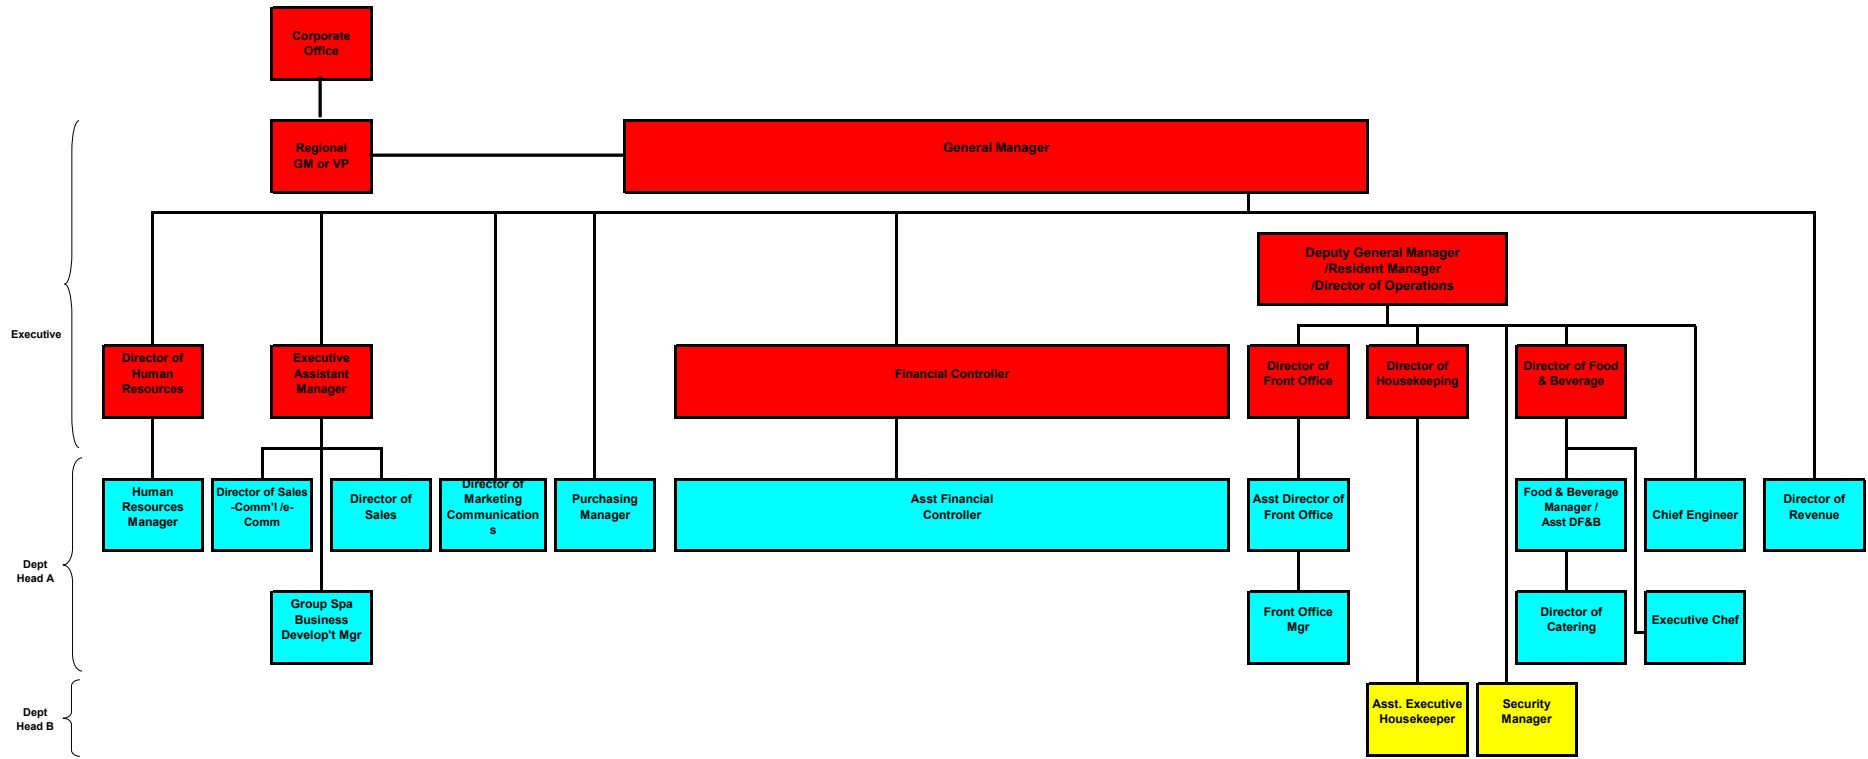 Corporate
Office
Regional
GM or VP
General Manager
Deputy General Manager
/Resident Manager
/Director of Operations
Executive
Director of
Human
Resources
Executive
Assistant
Manager
Financial Controller
Director of
Front Office
Director of
Housekeeping
Director of Food
& Beverage
Human
Resources
Manager
Director of Sales
-Comm'l /e-
Comm
Director of
Sales
Director of
Marketing
Communication
s
Purchasing
Manager
Asst Financial
Controller
Asst Director of
Front Office
Food & Beverage
Manager /
Asst DF&B
Chief Engineer
Director of
Revenue
Dept
Head A
Group Spa
Business
Develop't Mgr
Front Office
Mgr
Director of
Catering
Executive Chef
Dept
Head B
Asst. Executive
Housekeeper
Security
Manager